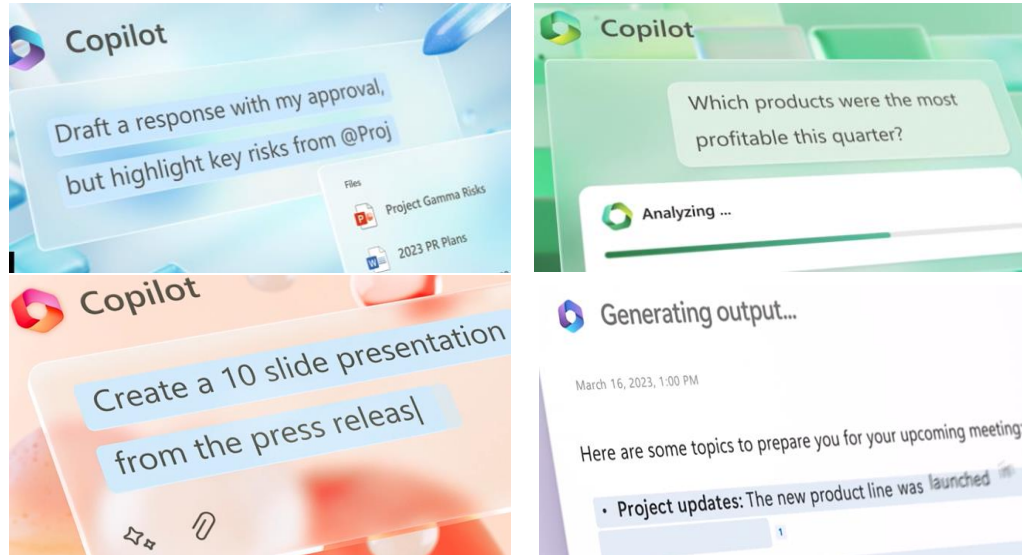 Copilot
Draft a response with my approval,
but highlight key risks from @Proj
Files
Project Gamma Risks
2023 PR Plans
Copilot
Which products were the most
profitable this quarter?
Analyzing ...
Copilot
Create a 10 slide presentation
from the press releas
Generating output...
March 16, 2023, 1:00 PM
Here are some topics to prepare you for your upcoming meeting:
• Project updates: The new product line was launched
1